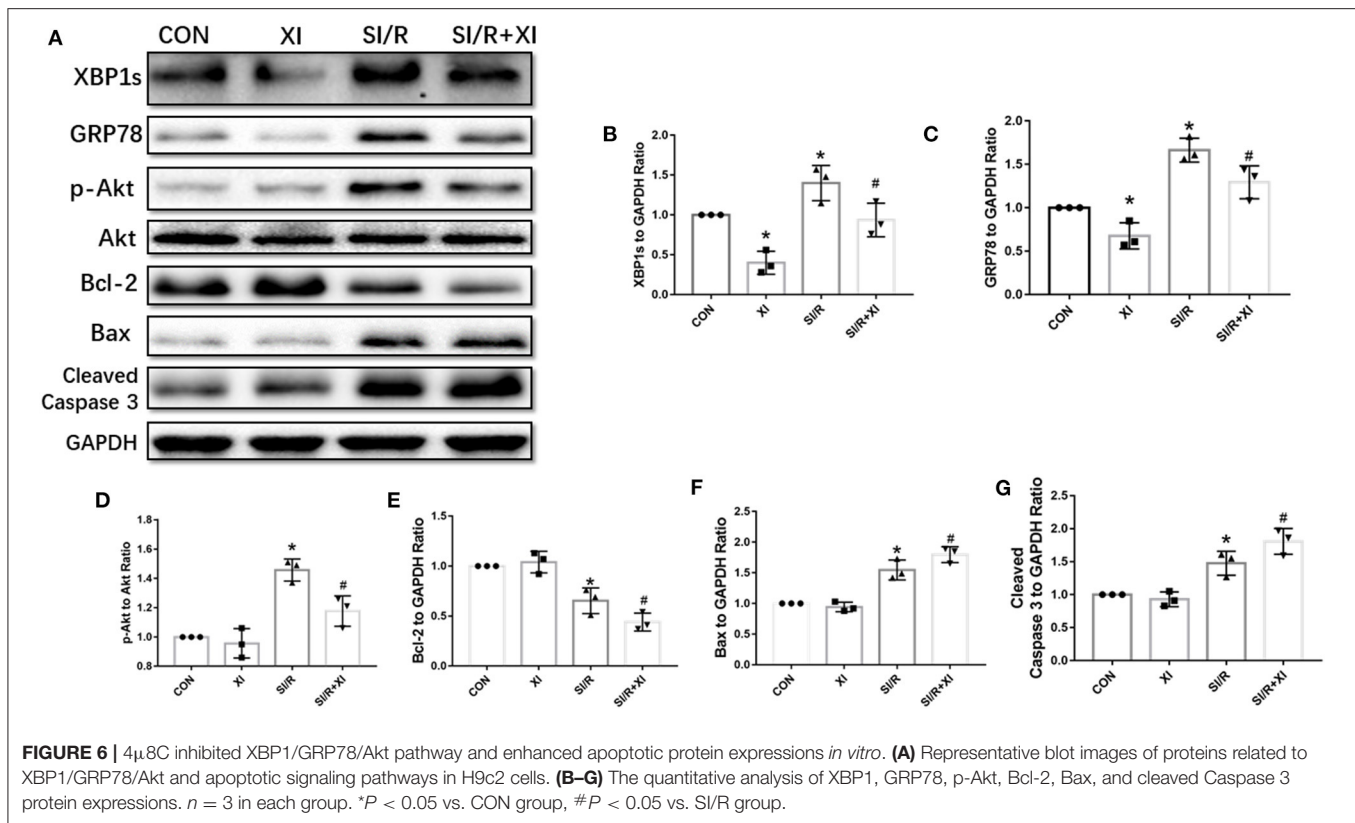 A
CON XI SI/R SI/R+XI
XBP1s
GRP78
p-Akt
Akt
Bcl-2
Bax
Cleaved
Caspase 3
GAPDH
B
XBP1s to GAPDH Ratio
2.0
1.5
1.0
0.5
0.0
* * #
CON XI SI/R SI/R+XI
C
GRP78 to GAPDH Ratio
2.0
1.5
1.0
0.5
0.0
* * #
CON XI SI/R SI/R+XI
D
p-Akt to Akt Ratio
1.8
1.6
1.4
1.2
1.0
0.8
* #
CON XI SI/R SI/R+XI
E
Bcl-2 to GAPDH Ratio
1.5
1.0
0.5
0.0
* #
CON XI SI/R SI/R+XI
F
Bax to GAPDH Ratio
2.5
2.0
1.5
1.0
0.5
0.0
* #
CON XI SI/R SI/R+XI
G
Cleaved
Caspase 3 to GAPDH Ratio
2.5
2.0
1.5
1.0
0.5
0.0
* #
CON XI SI/R SI/R+XI
FIGURE 6 | 4μ8C inhibited XBP1/GRP78/Akt pathway and enhanced apoptotic protein expressions in vitro. (A) Representative blot images of proteins related to
XBP1/GRP78/Akt and apoptotic signaling pathways in H9c2 cells. (B–G) The quantitative analysis of XBP1, GRP78, p-Akt, Bcl-2, Bax, and cleaved Caspase 3
protein expressions. n = 3 in each group. *P < 0.05 vs. CON group, #P < 0.05 vs. SI/R group.